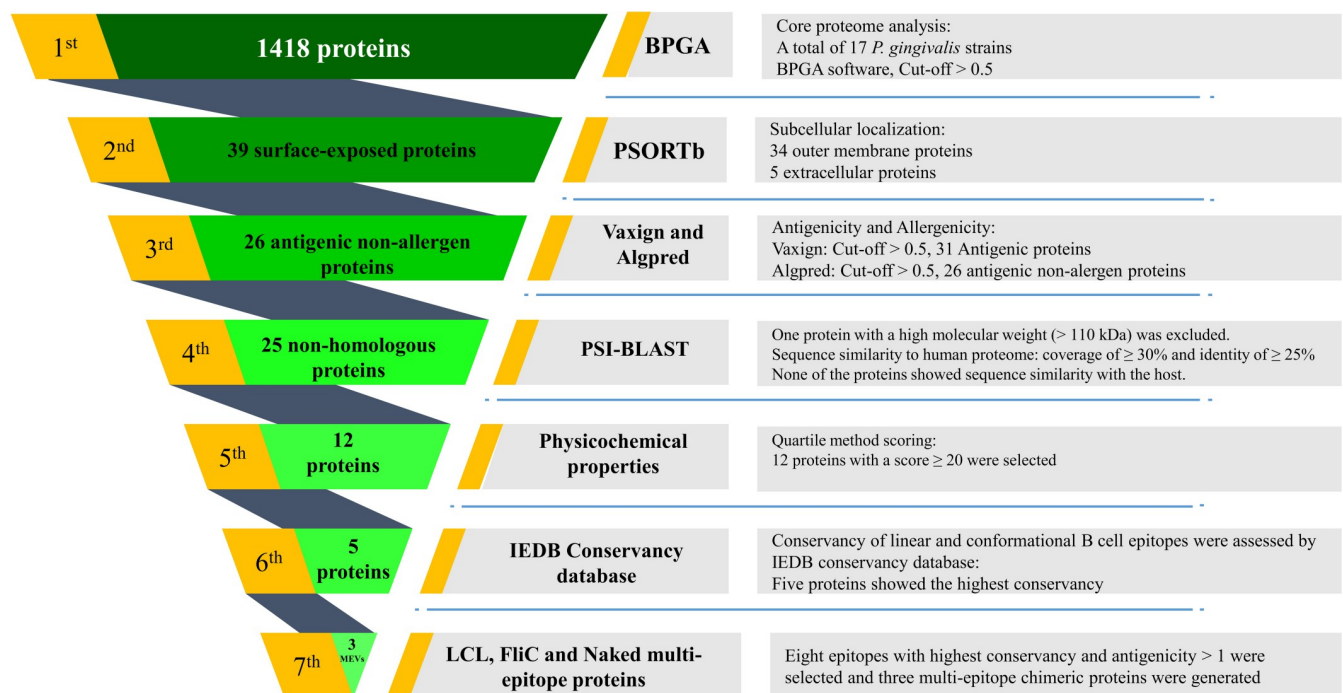 1st
1418 proteins
BPGA
Core proteome analysis:
A total of 17 P. gingivalis strains
BPGA software, Cut-off > 0.5
2nd
39 surface-exposed proteins
PSORTb
Subcellular localization:
34 outer membrane proteins
5 extracellular proteins
3rd
26 antigenic non-allergen
proteins
Vaxign and
Algpred
Antigenicity and Allergenicity:
Vaxign: Cut-off > 0.5, 31 Antigenic proteins
Algpred: Cut-off > 0.5, 26 antigenic non-alergen proteins
4th
25 non-homologous
proteins
PSI-BLAST
One protein with a high molecular weight (> 110 kDa) was excluded.
Sequence similarity to human proteome: coverage of ≥ 30% and identity of ≥ 25%
None of the proteins showed sequence similarity with the host.
5th
12
proteins
Physicochemical
properties
Quartile method scoring:
12 proteins with a score ≥ 20 were selected
6th
5
proteins
IEDB Conservancy
database
Conservancy of linear and conformational B cell epitopes were assessed by
IEDB conservancy database:
Five proteins showed the highest conservancy
7th
3
MEVs
LCL, FliC and Naked multi-
epitope proteins
Eight epitopes with highest conservancy and antigenicity > 1 were
selected and three multi-epitope chimeric proteins were generated